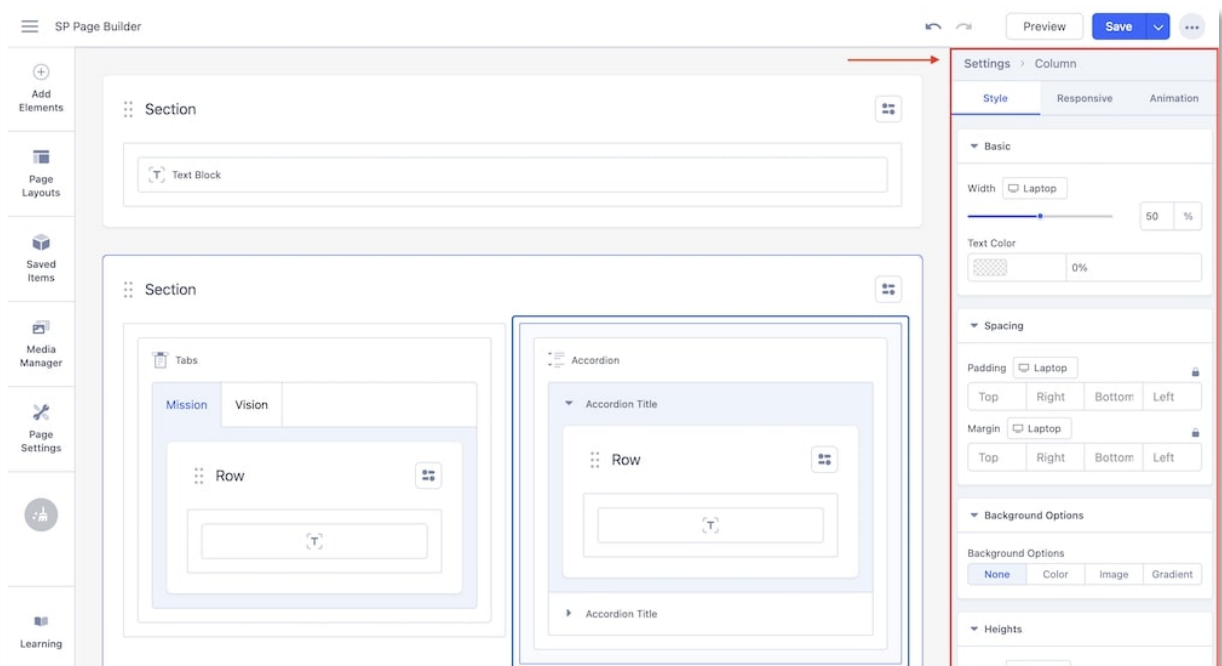 SP Page Builder
Preview
Save
Add
Elements
Page
Layouts
Saved
Items
Media
Manager
Page
Settings
Learning
Section
Text Block
Section
Tabs
Mission Vision
Row
Accordion
Accordion Title
Row
Accordion Title
Settings > Column
Style Responsive Animation
Basic
Width Laptop
50 %
Text Color
0%
Spacing
Padding Laptop
Top Right Bottom Left
Margin Laptop
Top Right Bottom Left
Background Options
Background Options
None Color Image Gradient
Heights